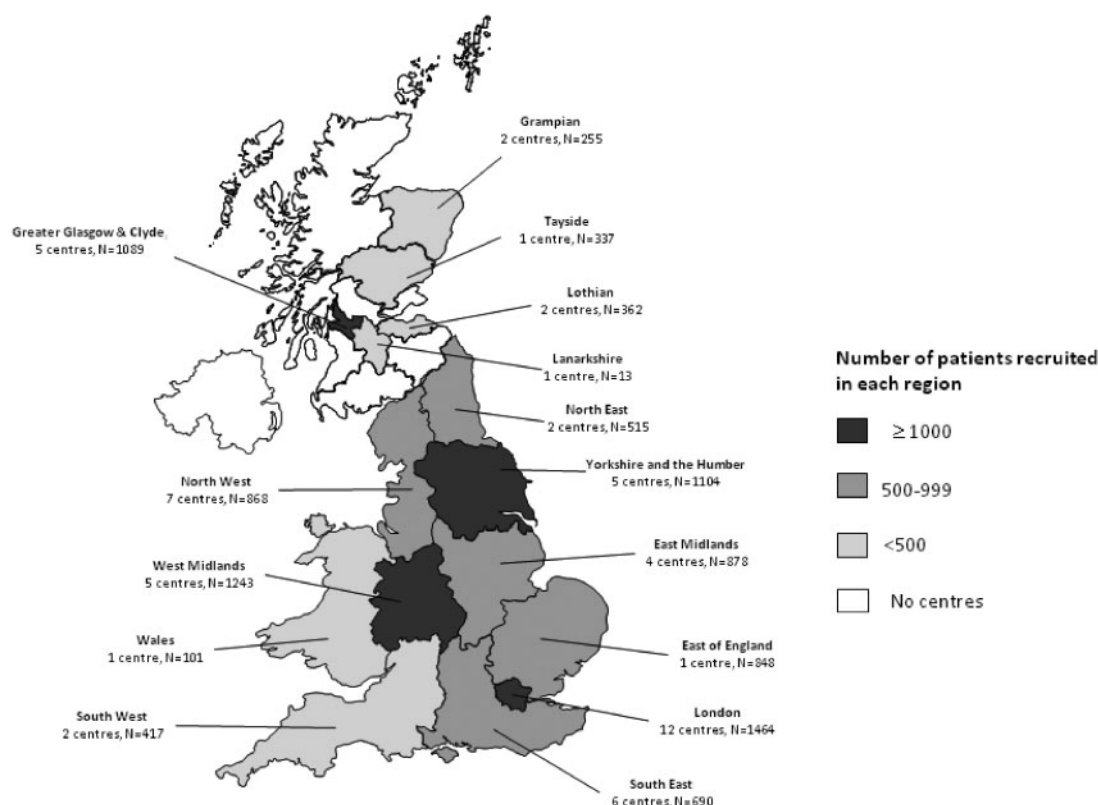 Grampian
2 centres, N=255
Tayside
1 centre, N=337
Greater Glasgow & Clyde,
5 centres, N=1089
Lothian
2 centres, N=362
Lanarkshire
1 centre, N=13
North East
2 centres, N=515
Yorkshire and the Humber
5 centres, N=1104
North West
7 centres, N=868
East Midlands
4 centres, N=878
West Midlands
5 centres, N=1243
Wales
1 centre, N=101
East of England
1 centre, N=848
London
12 centres, N=1464
South West
2 centres, N=417
South East
6 centres, N=690
Number of patients recruited
in each region
≥1000
500-999
<500
No centres